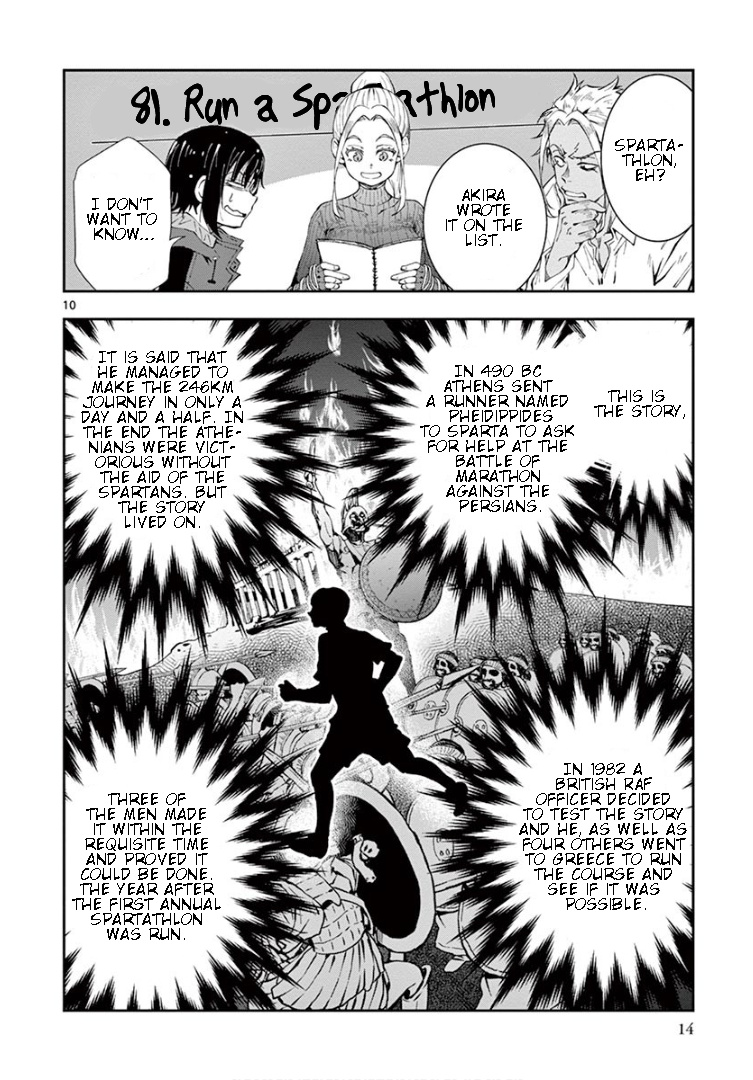 81. Run a Spartathlon
SPARTA-
THLON,
EH?
AKIRA
WROTE
IT ON THE
LIST.
I DON'T
WANT TO
KNOW...
10
THIS IS
THE STORY,
IN 490 BC
ATHENS SENT
A RUNNER NAMED
PHEIDIPPIDES
TO SPARTA TO ASK
FOR HELP AT THE
BATTLE OF
MARATHON
AGAINST THE
PERSIANS.
IT IS SAID THAT
HE MANAGED TO
MAKE THE 246KM
JOURNEY IN ONLY A
DAY AND A HALF. IN
THE END THE ATHE-
NIANS WERE VICT-
ORIOUS WITHOUT
THE AID OF THE
SPARTANS. BUT
THE STORY
LIVED ON.
IN 1982 A
BRITISH RAF
OFFICER DECIDED
TO TEST THE STORY
AND HE, AS WELL AS
FOUR OTHERS WENT
TO GREECE TO RUN
THE COURSE AND
SEE IF IT WAS
POSSIBLE.
THREE OF
THE MEN MADE
IT WITHIN THE
REQUISITE TIME
AND PROVED IT
COULD BE DONE.
THE YEAR AFTER
THE FIRST ANNUAL
SPARTATHLON
WAS RUN.
14